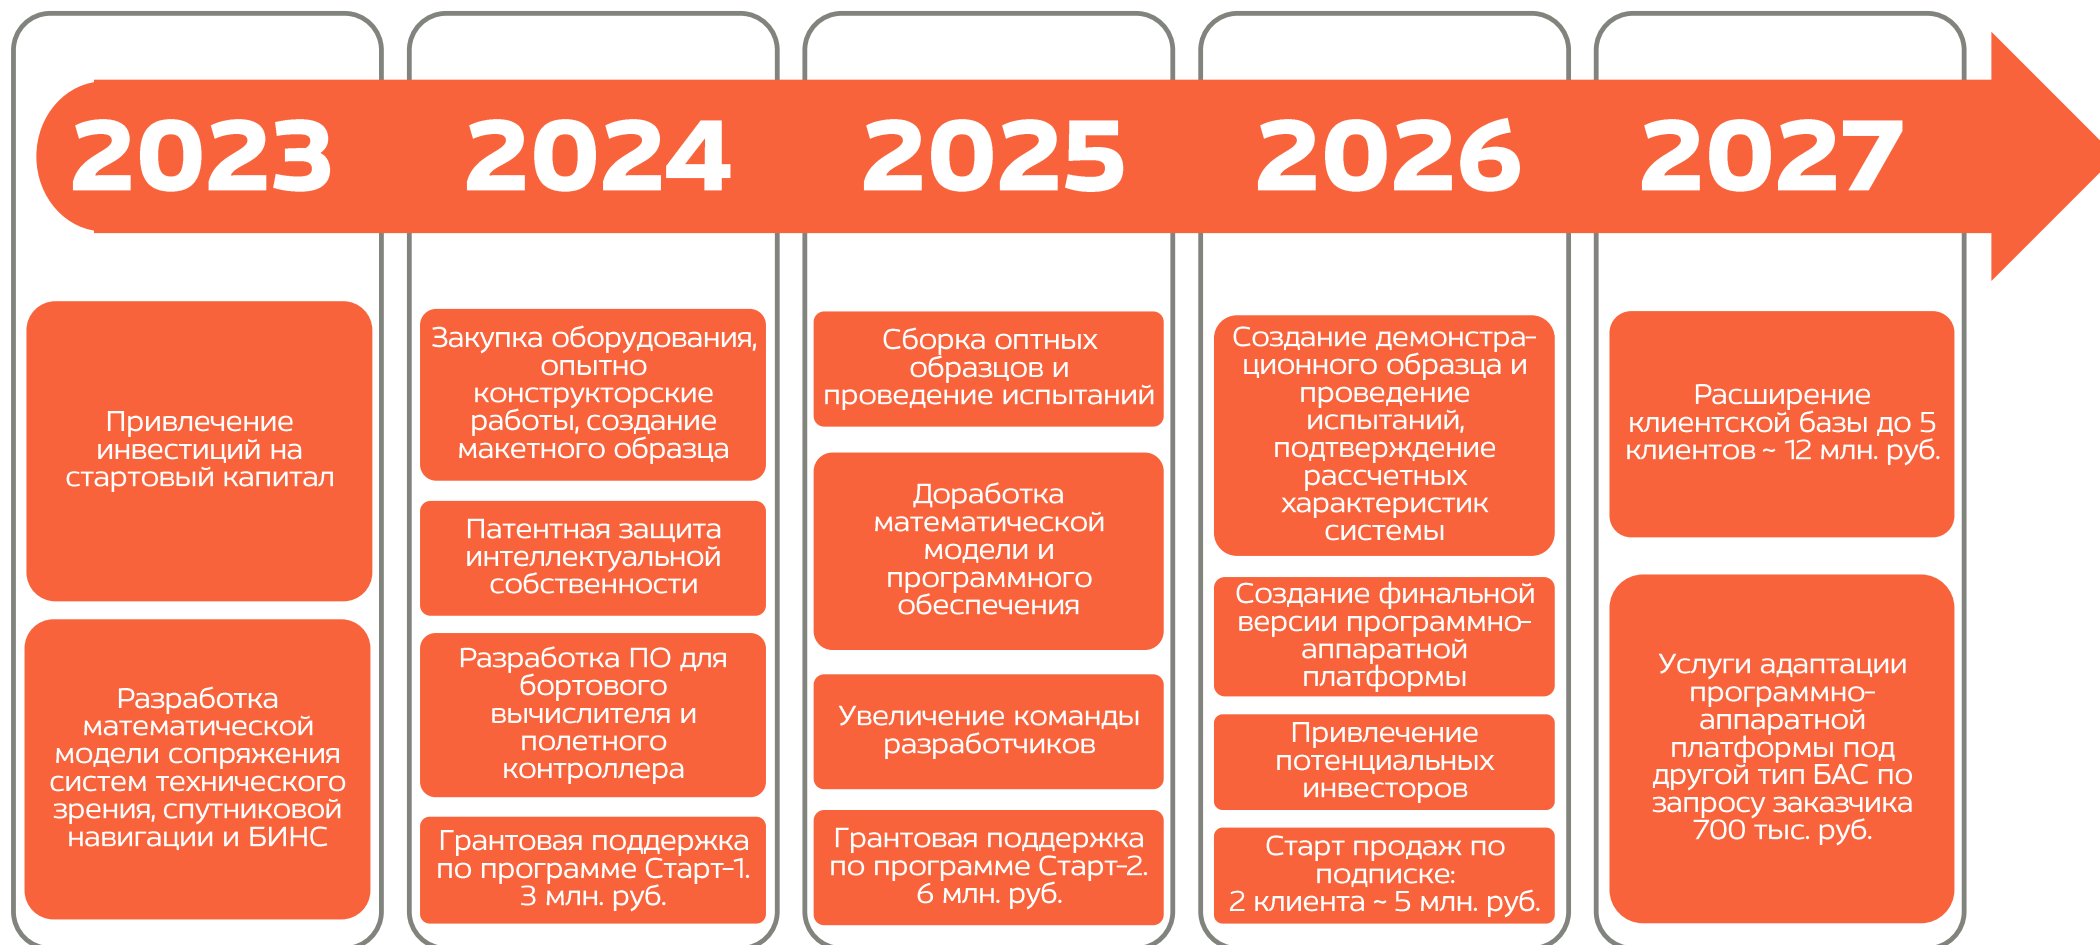 2023
2024
2025
2026
2027
Привлечение
инвестиций на
стартовый капитал
Разработка
математической
модели сопряжения
систем технического
зрения, спутниковой
навигации и БИНС
Закупка оборудования,
опытно
конструкторские
работы, создание
макетного образца
Патентная защита
интеллектуальной
собственности
Разработка ПО для
бортового
вычислителя и
полетного
контроллера
Грантовая поддержка
по программе Старт-1.
3 млн. руб.
Сборка оптных
образцов и
проведение испытаний
Доработка
математической
модели и
программного
обеспечения
Увеличение команды
разработчиков
Грантовая поддержка
по программе Старт-2.
6 млн. руб.
Создание демонстра-
ционного образца и
проведение
испытаний,
подтверждение
рассчетных
характеристик
системы
Создание финальной
версии программно-
аппаратной
платформы
Привлечение
потенциальных
инвесторов
Старт продаж по
подписке:
2 клиента ~ 5 млн. руб.
Расширение
клиентской базы до 5
клиентов ~ 12 млн. руб.
Услуги адаптации
программно-
аппаратной
платформы под
другой тип БАС по
запросу заказчика
700 тыс. руб.